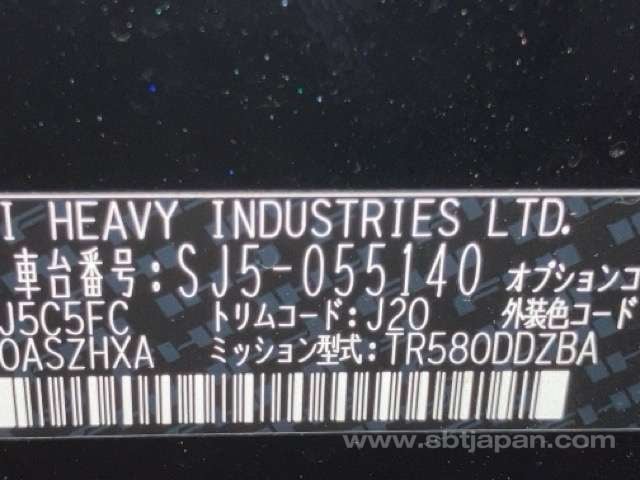 I HEAVY INDUSTRIES LTD.
車台番号:SJ5-055140 オプションコ
J5C5FC トリムコード:J20 外装色コード
0ASZHXA ミッション型式:TR580DDZBA
www.sbtjapan.com